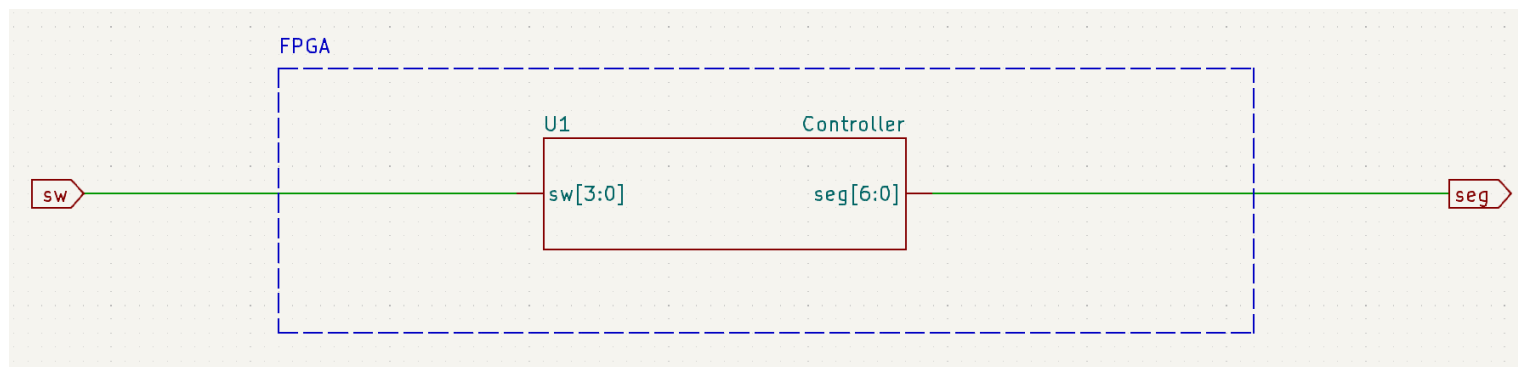 FPGA
U1
Controller
sw
sw[3:0]
seg[6:0]
seg